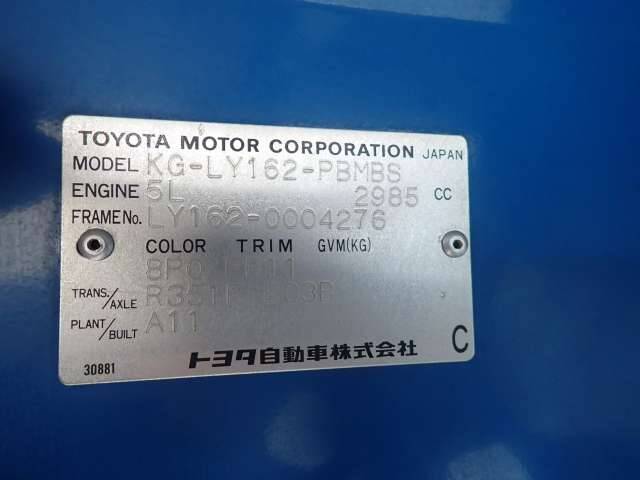 TOYOTA MOTOR CORPORATION JAPAN
MODEL KG-LY162-PBMBS
ENGINE 5L 2985 CC
FRAME No. LY162-0004276
COLOR TRIM GVM(KG)
TRANS./AXLE
PLANT/BUILT A11
トヨタ自動車株式会社 C
30881